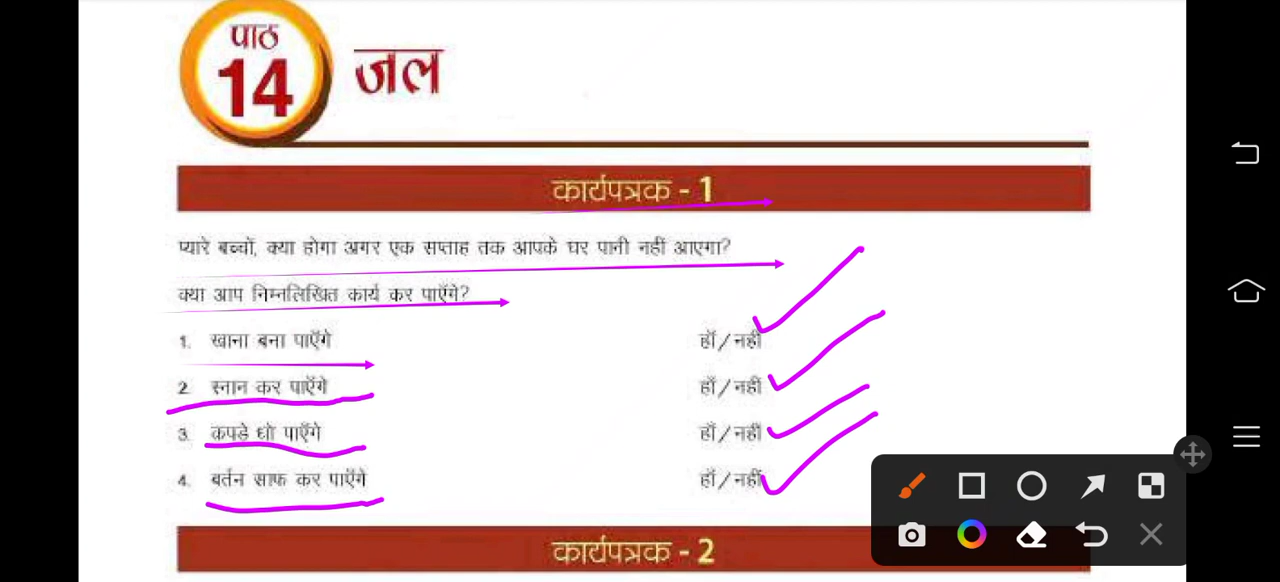 पाठ
14
जल
कार्यपत्रक - 1
प्यारे बच्चों, क्या होगा अगर एक सप्ताह तक आपके घर पानी नहीं आएगा?
क्या आप निम्नलिखित कार्य कर पाएँगे?
1. खाना बना पाएँगे हाँ/नहीं
2. स्नान कर पाएँगे हाँ/नहीं
3. कपडे धो पाएँगे हाँ/नहीं
4. बर्तन साफ कर पाएँगे हाँ/नहीं
कार्यपत्रक - 2